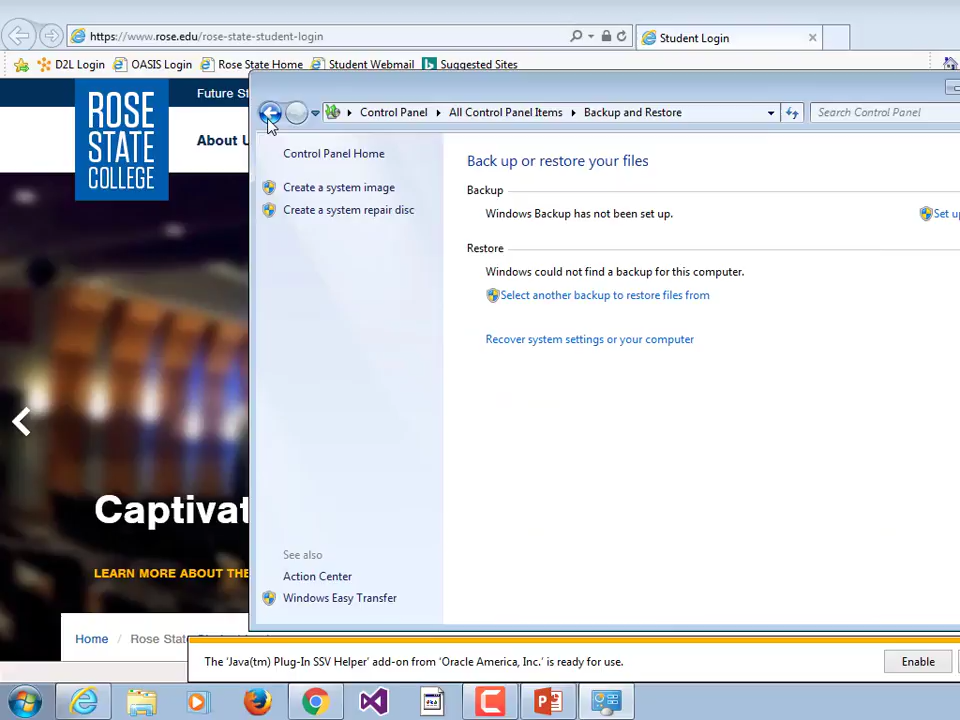 https://www.rose.edu/rose-state-student-login
Student Login
D2L Login
OASIS Login
Rose State Home
Student Webmail
Suggested Sites
Future St
ROSE
STATE
COLLEGE
About U
Control Panel
All Control Panel Items
Backup and Restore
Search Control Panel
Control Panel Home
Create a system image
Create a system repair disc
Back up or restore your files
Backup
Windows Backup has not been set up.
Set up
Restore
Windows could not find a backup for this computer.
Select another backup to restore files from
Recover system settings or your computer
See also
Action Center
Windows Easy Transfer
Captivat
LEARN MORE ABOUT THE
Home / Rose State
The 'Java(tm) Plug-In SSV Helper' add-on from 'Oracle America, Inc.' is ready for use.
Enable